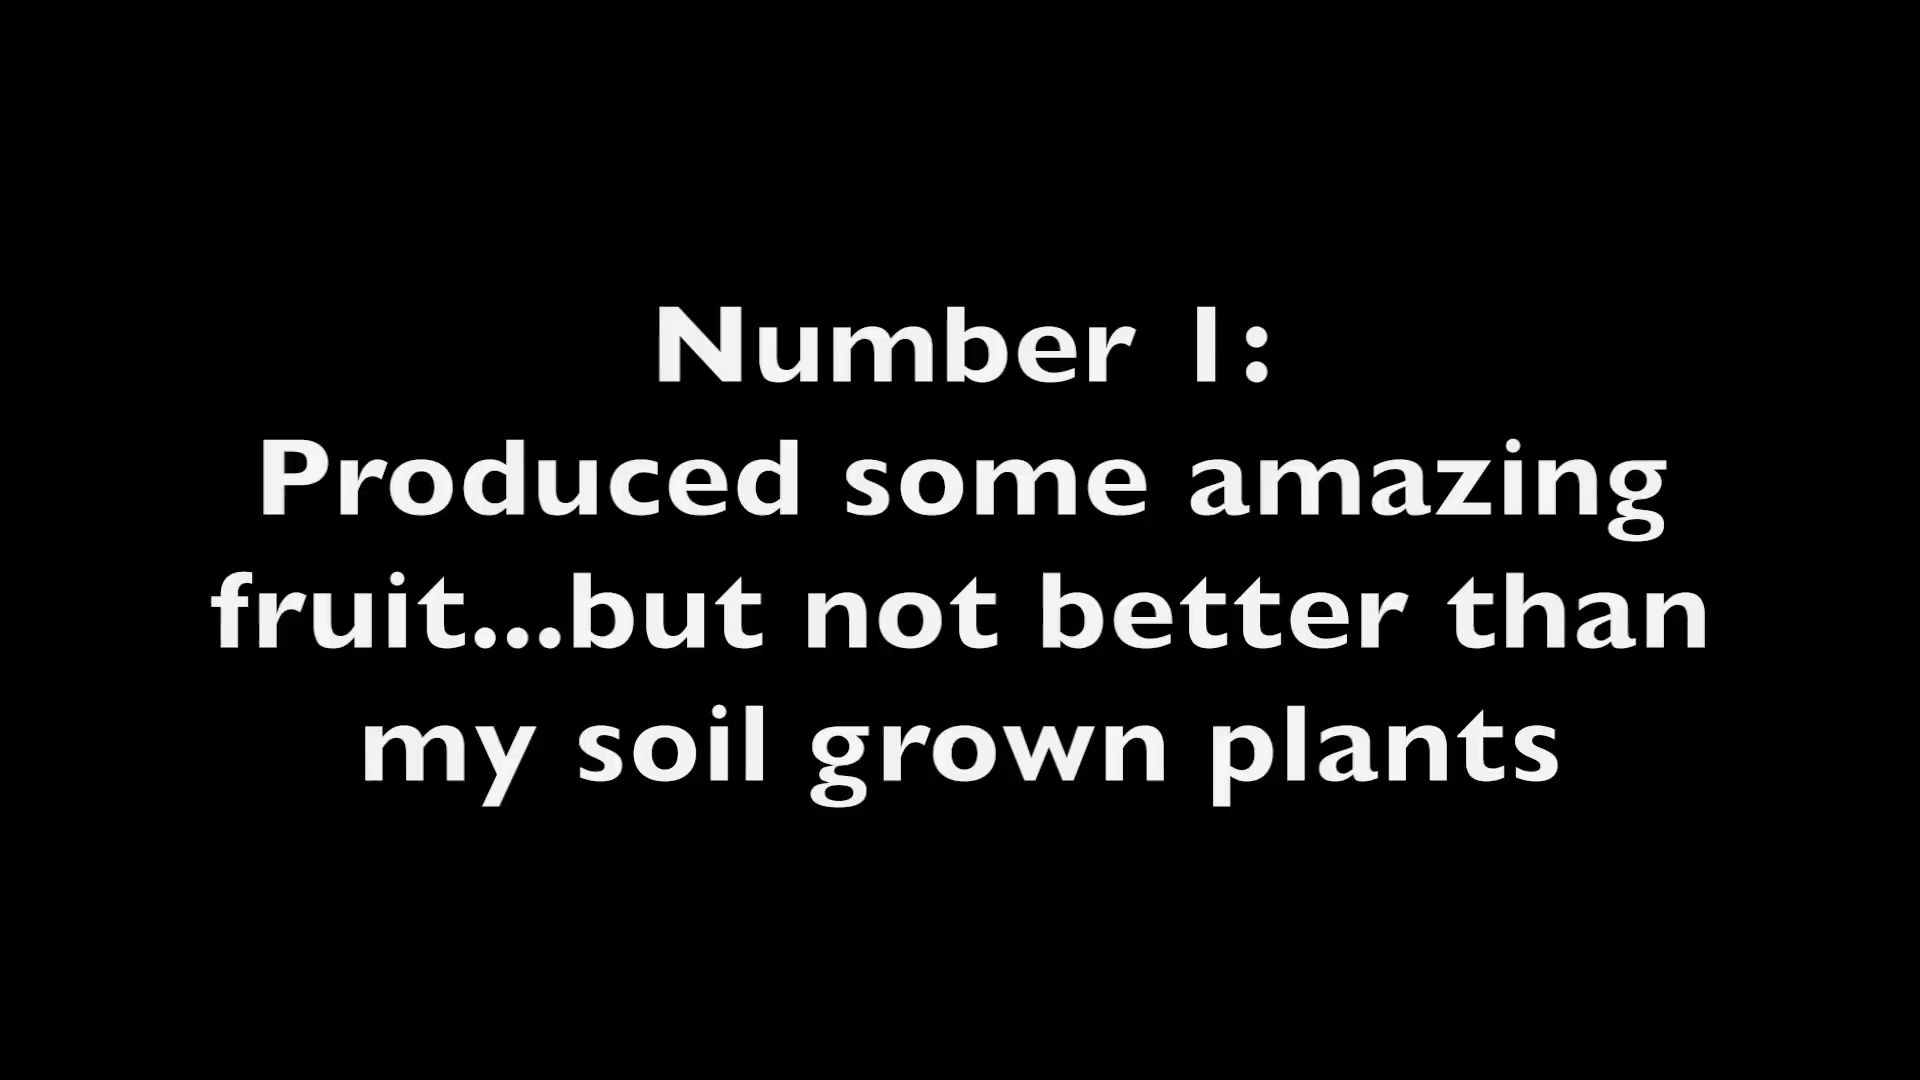 Number 1:
Produced some amazing
fruit...but not better than
my soil grown plants